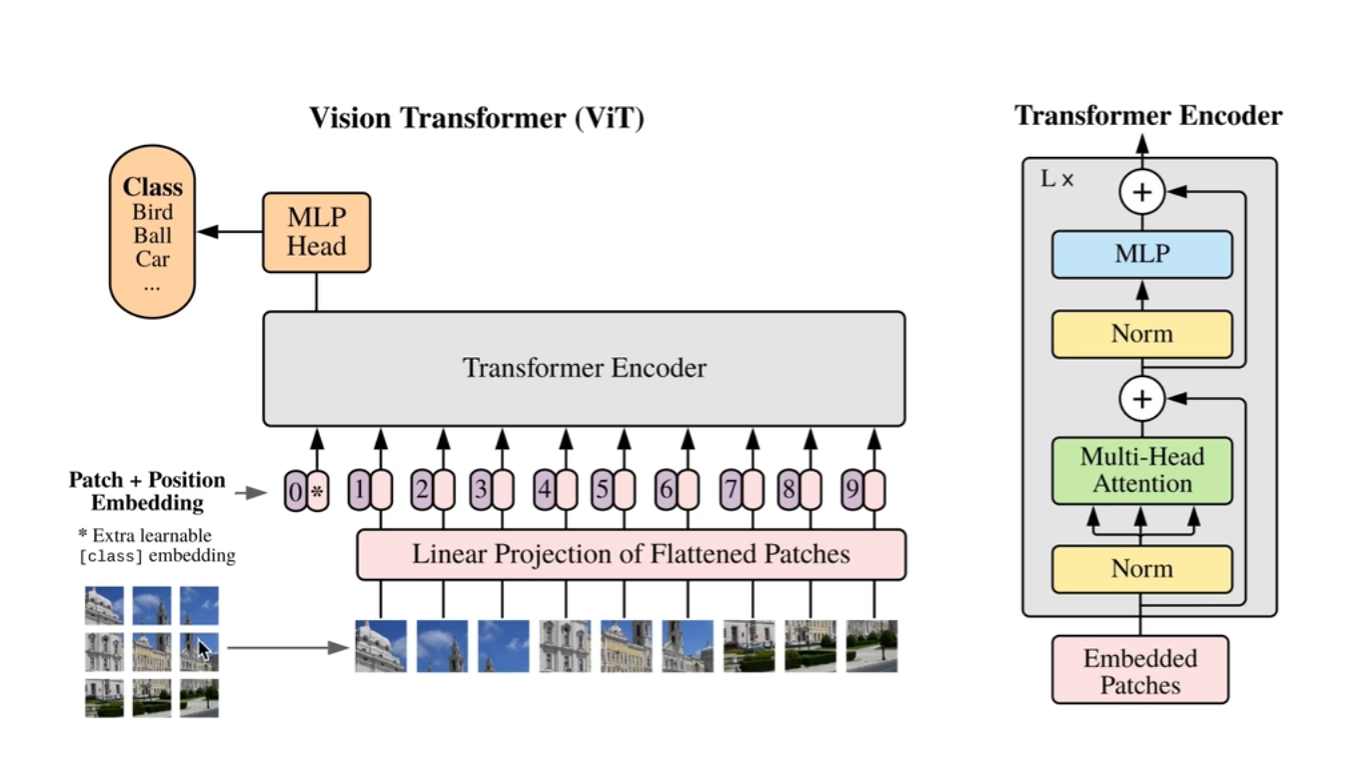 Vision Transformer (ViT)
Class
Bird
Ball
Car
...
MLP
Head
Transformer Encoder
Patch + Position
Embedding
* Extra learnable
[class] embedding
0 * 1 2 3 4 5 6 7 8 9
Linear Projection of Flattened Patches
Transformer Encoder
L ×
+
MLP
Norm
+
Multi-Head
Attention
Norm
Embedded
Patches